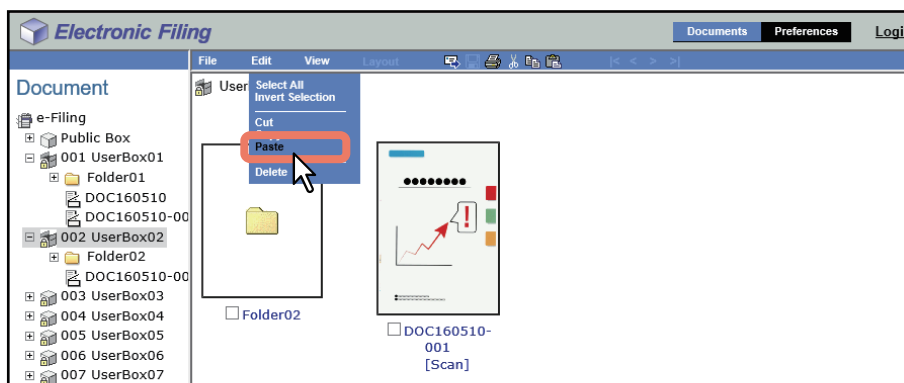 Electronic Filing
Documents Preferences Logi
File Edit View Layout |< < > >|
Document
e-Filing
Public Box
001 UserBox01
Folder01
DOC160510
DOC160510-00
002 UserBox02
Folder02
DOC160510-00
003 UserBox03
004 UserBox04
005 UserBox05
006 UserBox06
007 UserBox07
User
Select All
Invert Selection
Cut
Paste
Delete
!
Folder02
DOC160510-
001
[Scan]